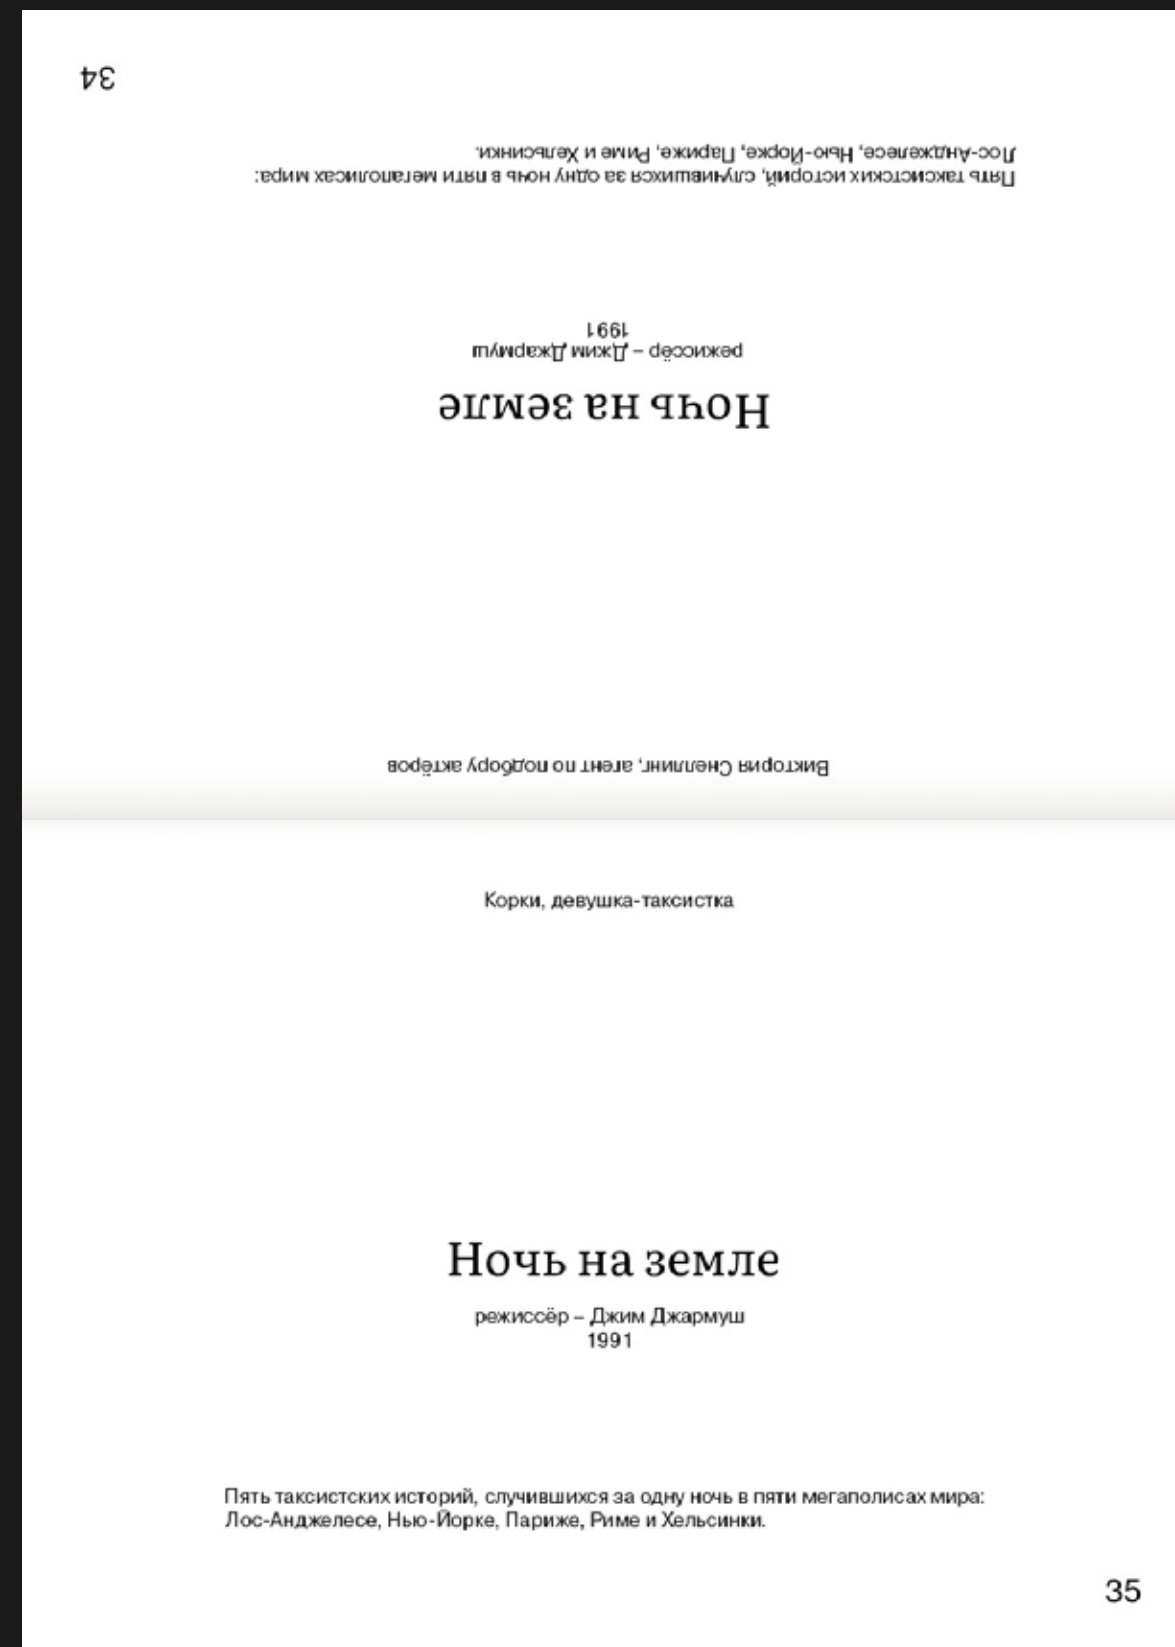 34
Пять таксистских историй, случившихся за одну ночь в пяти мегаполисах мира:
Лос-Анджелесе, Нью-Йорке, Париже, Риме и Хельсинки.
Ночь на земле
режиссёр – Джим Джармуш
1991
Виктория Снеллинг, агент по подбору актёров
Корки, девушка-таксистка
Ночь на земле
режиссёр – Джим Джармуш
1991
Пять таксистских историй, случившихся за одну ночь в пяти мегаполисах мира:
Лос-Анджелесе, Нью-Йорке, Париже, Риме и Хельсинки.
35